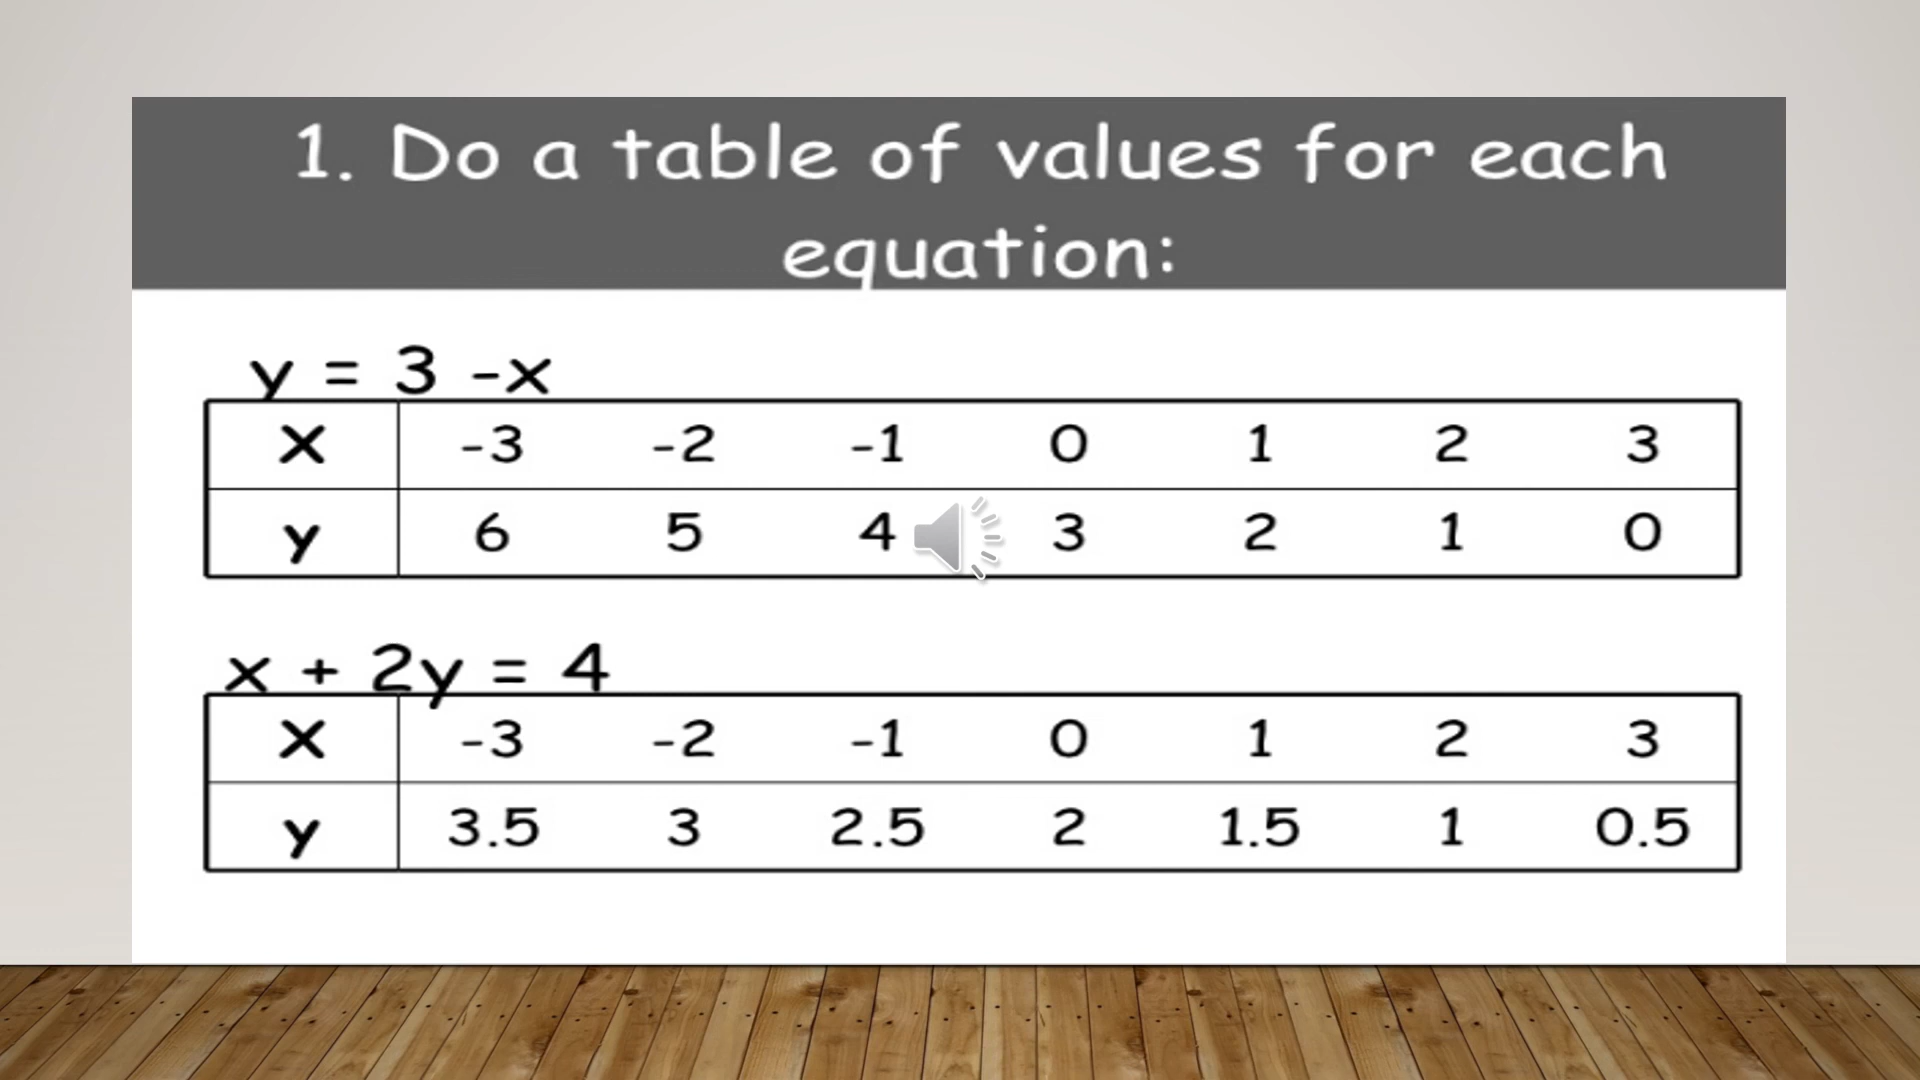 1. Do a table of values for each
equation:
y = 3 -x
x -3 -2 -1 0 1 2 3
y 6 5 4 3 2 1 0
x + 2y = 4
x -3 -2 -1 0 1 2 3
y 3.5 3 2.5 2 1.5 1 0.5